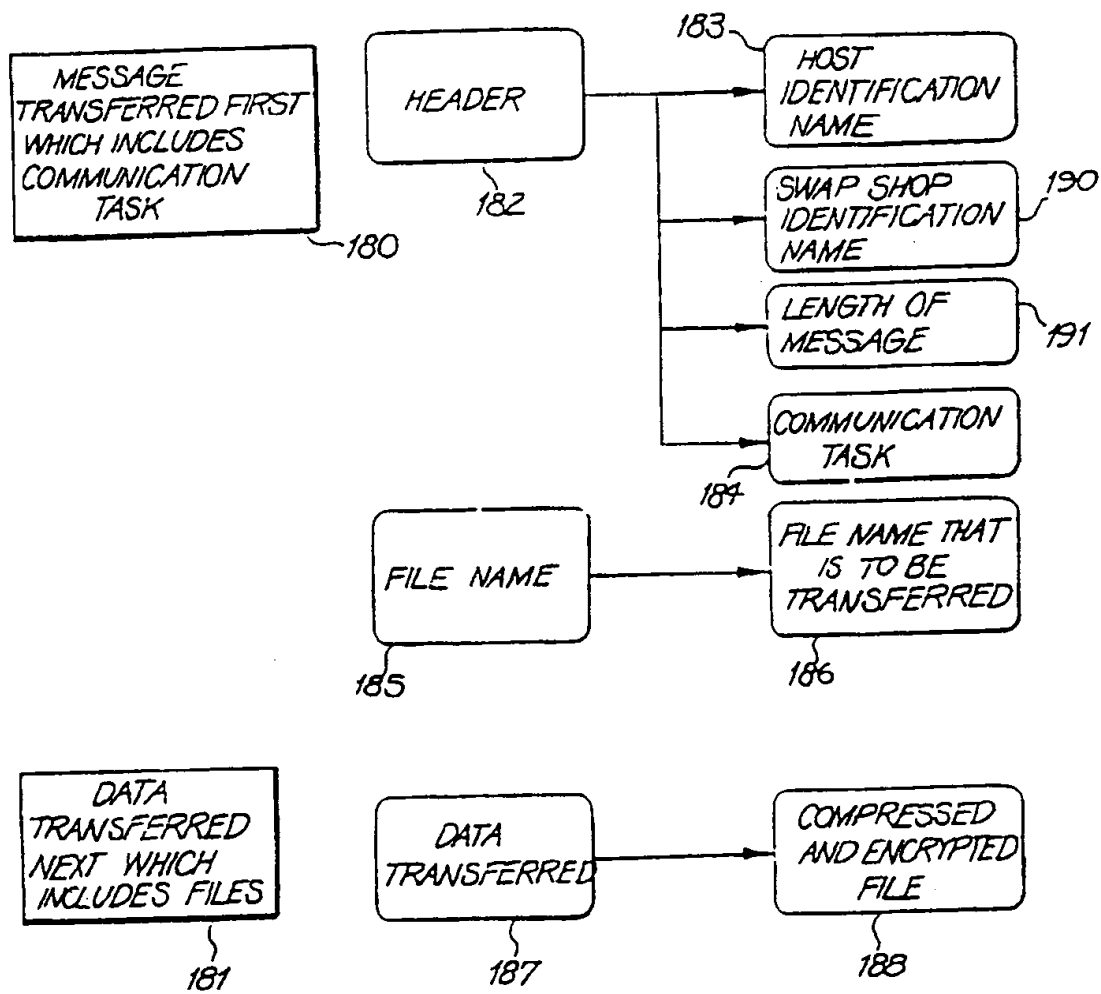 MESSAGE
TRANSFERRED FIRST
WHICH INCLUDES
COMMUNICATION
TASK
180
HEADER
182
183
HOST
IDENTIFICATION
NAME
SWAP SHOP
IDENTIFICATION
NAME
190
LENGTH OF
MESSAGE
191
COMMUNICATION
TASK
184
FILE NAME
185
FILE NAME THAT
IS TO BE
TRANSFERRED
186
DATA
TRANSFERRED
NEXT WHICH
INCLUDES FILES
181
DATA
TRANSFERRED
187
COMPRESSED
AND ENCRYPTED
FILE
188